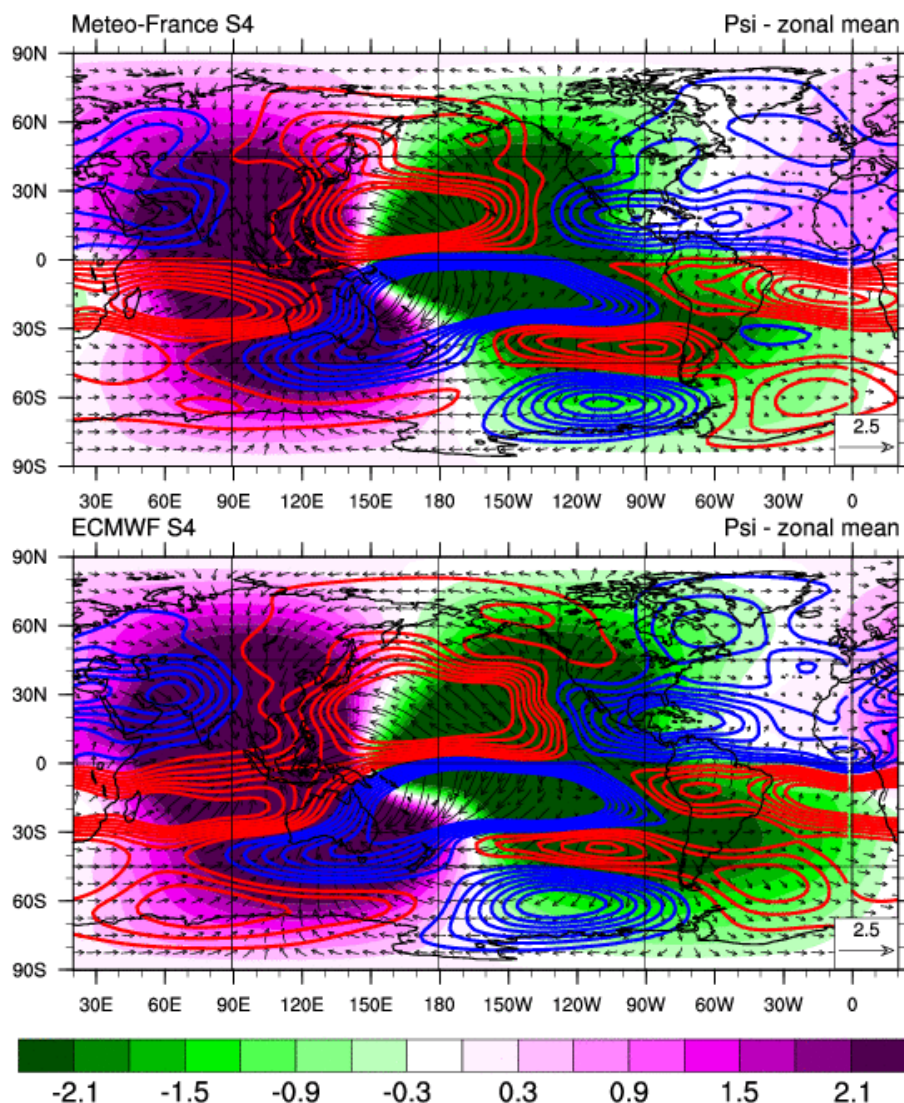 Meteo-France S4 Psi - zonal mean
90N
60N
30N
0
30S
60S
90S
2.5
30E 60E 90E 120E 150E 180 150W 120W 90W 60W 30W 0
ECMWF S4 Psi - zonal mean
90N
60N
30N
0
30S
60S
90S
2.5
30E 60E 90E 120E 150E 180 150W 120W 90W 60W 30W 0
-2.1 -1.5 -0.9 -0.3 0.3 0.9 1.5 2.1